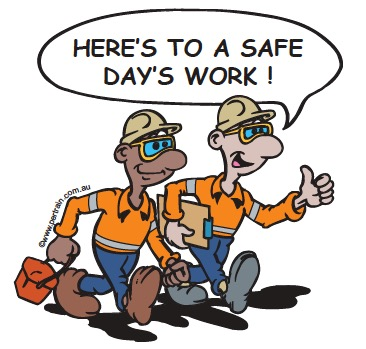 HERE'S TO A SAFE
DAY'S WORK !
©www.pertrain.com.au